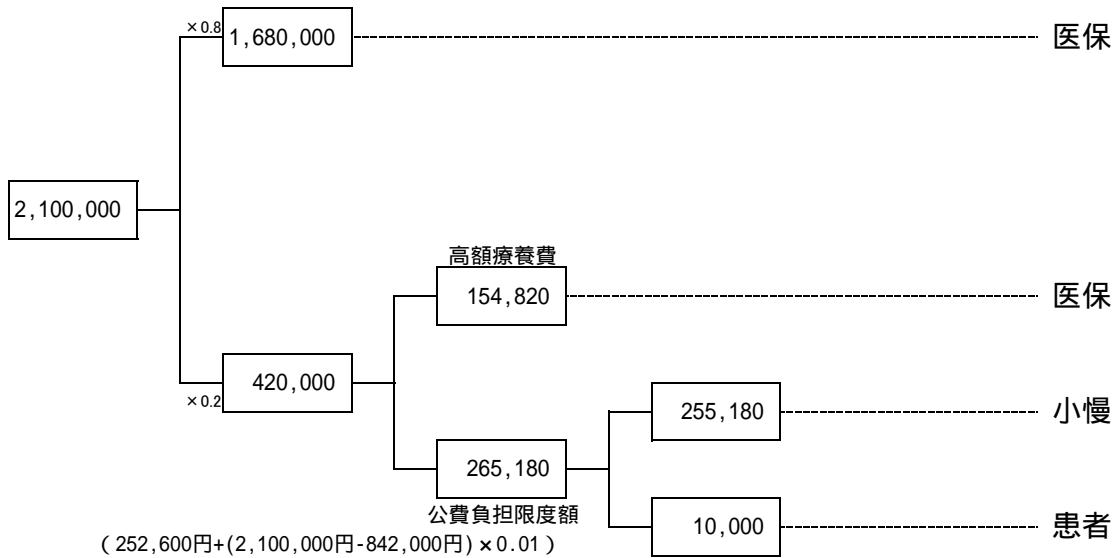 ×0.8
1,680,000
医保
2,100,000
高額療養費
154,820
医保
420,000
×0.2
255,180
小慢
265,180
公費負担限度額
10,000
患者
(252,600円+(2,100,000円-842,000円)×0.01)